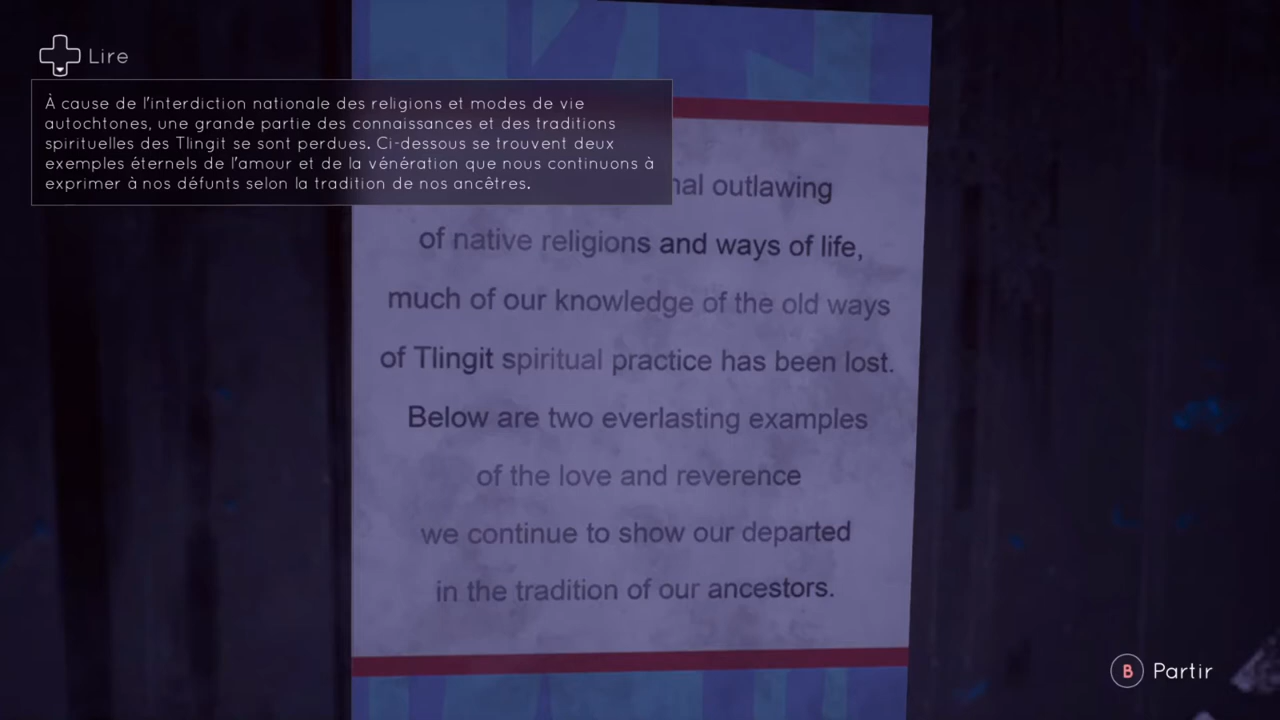 Lire
À cause de l'interdiction nationale des religions et modes de vie
autochtones, une grande partie des connaissances et des traditions
spirituelles des Tlingit se sont perdues. Ci-dessous se trouvent deux
exemples éternels de l'amour et de la vénération que nous continuons à
exprimer à nos défunts selon la tradition de nos ancêtres.
outlawing
of native religions and ways of life,
much of our knowledge of the old ways
of Tlingit spiritual practice has been lost.
Below are two everlasting examples
of the love and reverence
we continue to show our departed
in the tradition of our ancestors.
B Partir